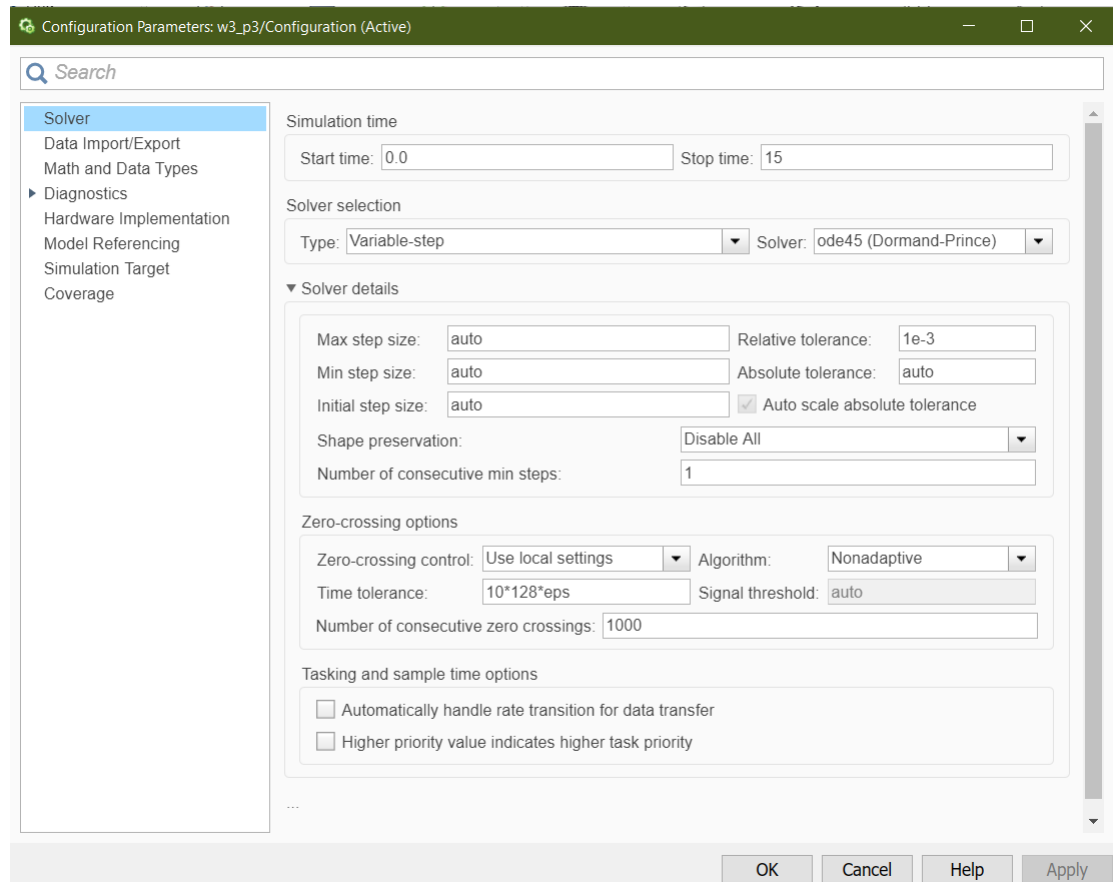 Configuration Parameters: w3_p3/Configuration (Active)
Search
Solver
Data Import/Export
Math and Data Types
Diagnostics
Hardware Implementation
Model Referencing
Simulation Target
Coverage
Simulation time
Start time: 0.0 Stop time: 15
Solver selection
Type: Variable-step Solver: ode45 (Dormand-Prince)
Solver details
Max step size: auto Relative tolerance: 1e-3
Min step size: auto Absolute tolerance: auto
Initial step size: auto Auto scale absolute tolerance
Shape preservation: Disable All
Number of consecutive min steps: 1
Zero-crossing options
Zero-crossing control: Use local settings Algorithm: Nonadaptive
Time tolerance: 10*128*eps Signal threshold: auto
Number of consecutive zero crossings: 1000
Tasking and sample time options
Automatically handle rate transition for data transfer
Higher priority value indicates higher task priority
...
OK Cancel Help Apply